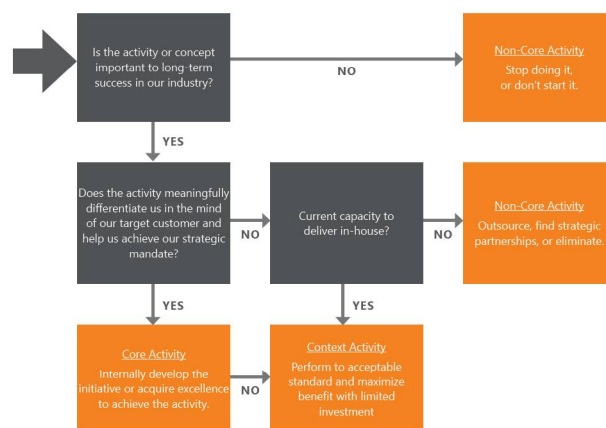 Is the activity or concept
important to long-term
success in our industry?
NO
Non-Core Activity
Stop doing it,
or don't start it.
YES
Does the activity meaningfully
differentiate us in the mind
of our target customer and
help us achieve our strategic
mandate?
NO
Current capacity to
deliver in-house?
NO
Non-Core Activity
Outsource, find strategic
partnerships, or eliminate.
YES
YES
Core Activity
Internally develop the
initiative or acquire excellence
to achieve the activity.
NO
Context Activity
Perform to acceptable
standard and maximize
benefit with limited
investment